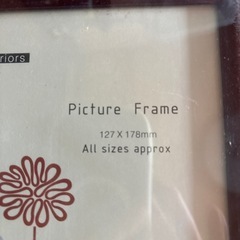 riors
Picture Frame
127 X 178mm
All sizes approx